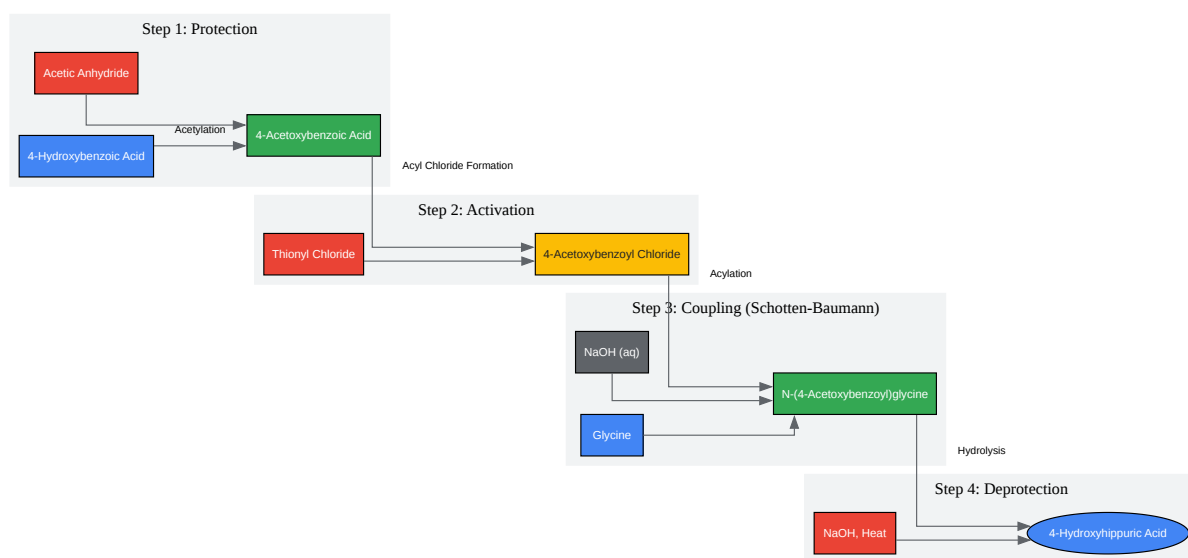 Step 1: Protection
Acetic Anhydride
Acetylation
4-Hydroxybenzoic Acid
4-Acetoxybenzoic Acid
Acyl Chloride Formation
Step 2: Activation
Thionyl Chloride
4-Acetoxybenzoyl Chloride
Acylation
Step 3: Coupling (Schotten-Baumann)
NaOH (aq)
N-(4-Acetoxybenzoyl)glycine
Glycine
Hydrolysis
Step 4: Deprotection
NaOH, Heat
4-Hydroxyhippuric Acid